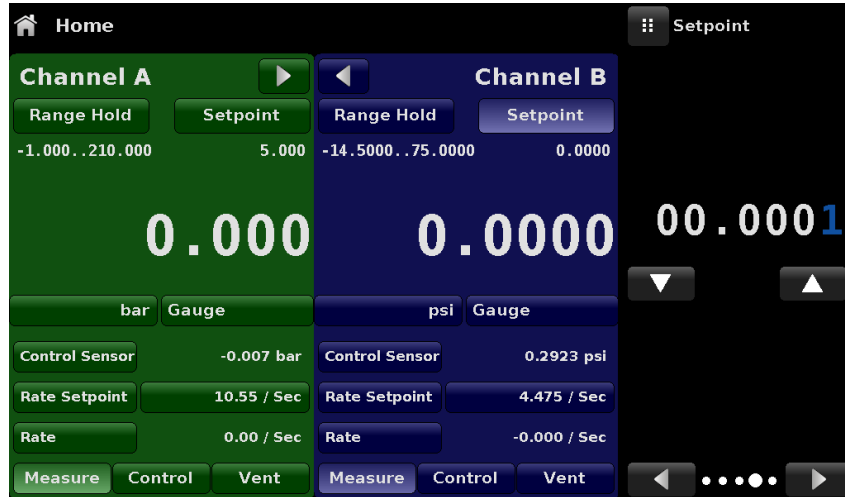 Home
Setpoint
Channel A
Channel B
Range Hold Setpoint
Range Hold Setpoint
-1.000..210.000 5.000
-14.5000..75.0000 0.0000
0.000
0.0000
00.0001
bar Gauge
psi Gauge
Control Sensor -0.007 bar
Control Sensor 0.2923 psi
Rate Setpoint 10.55 / Sec
Rate Setpoint 4.475 / Sec
Rate 0.00 / Sec
Rate -0.000 / Sec
Measure Control Vent
Measure Control Vent